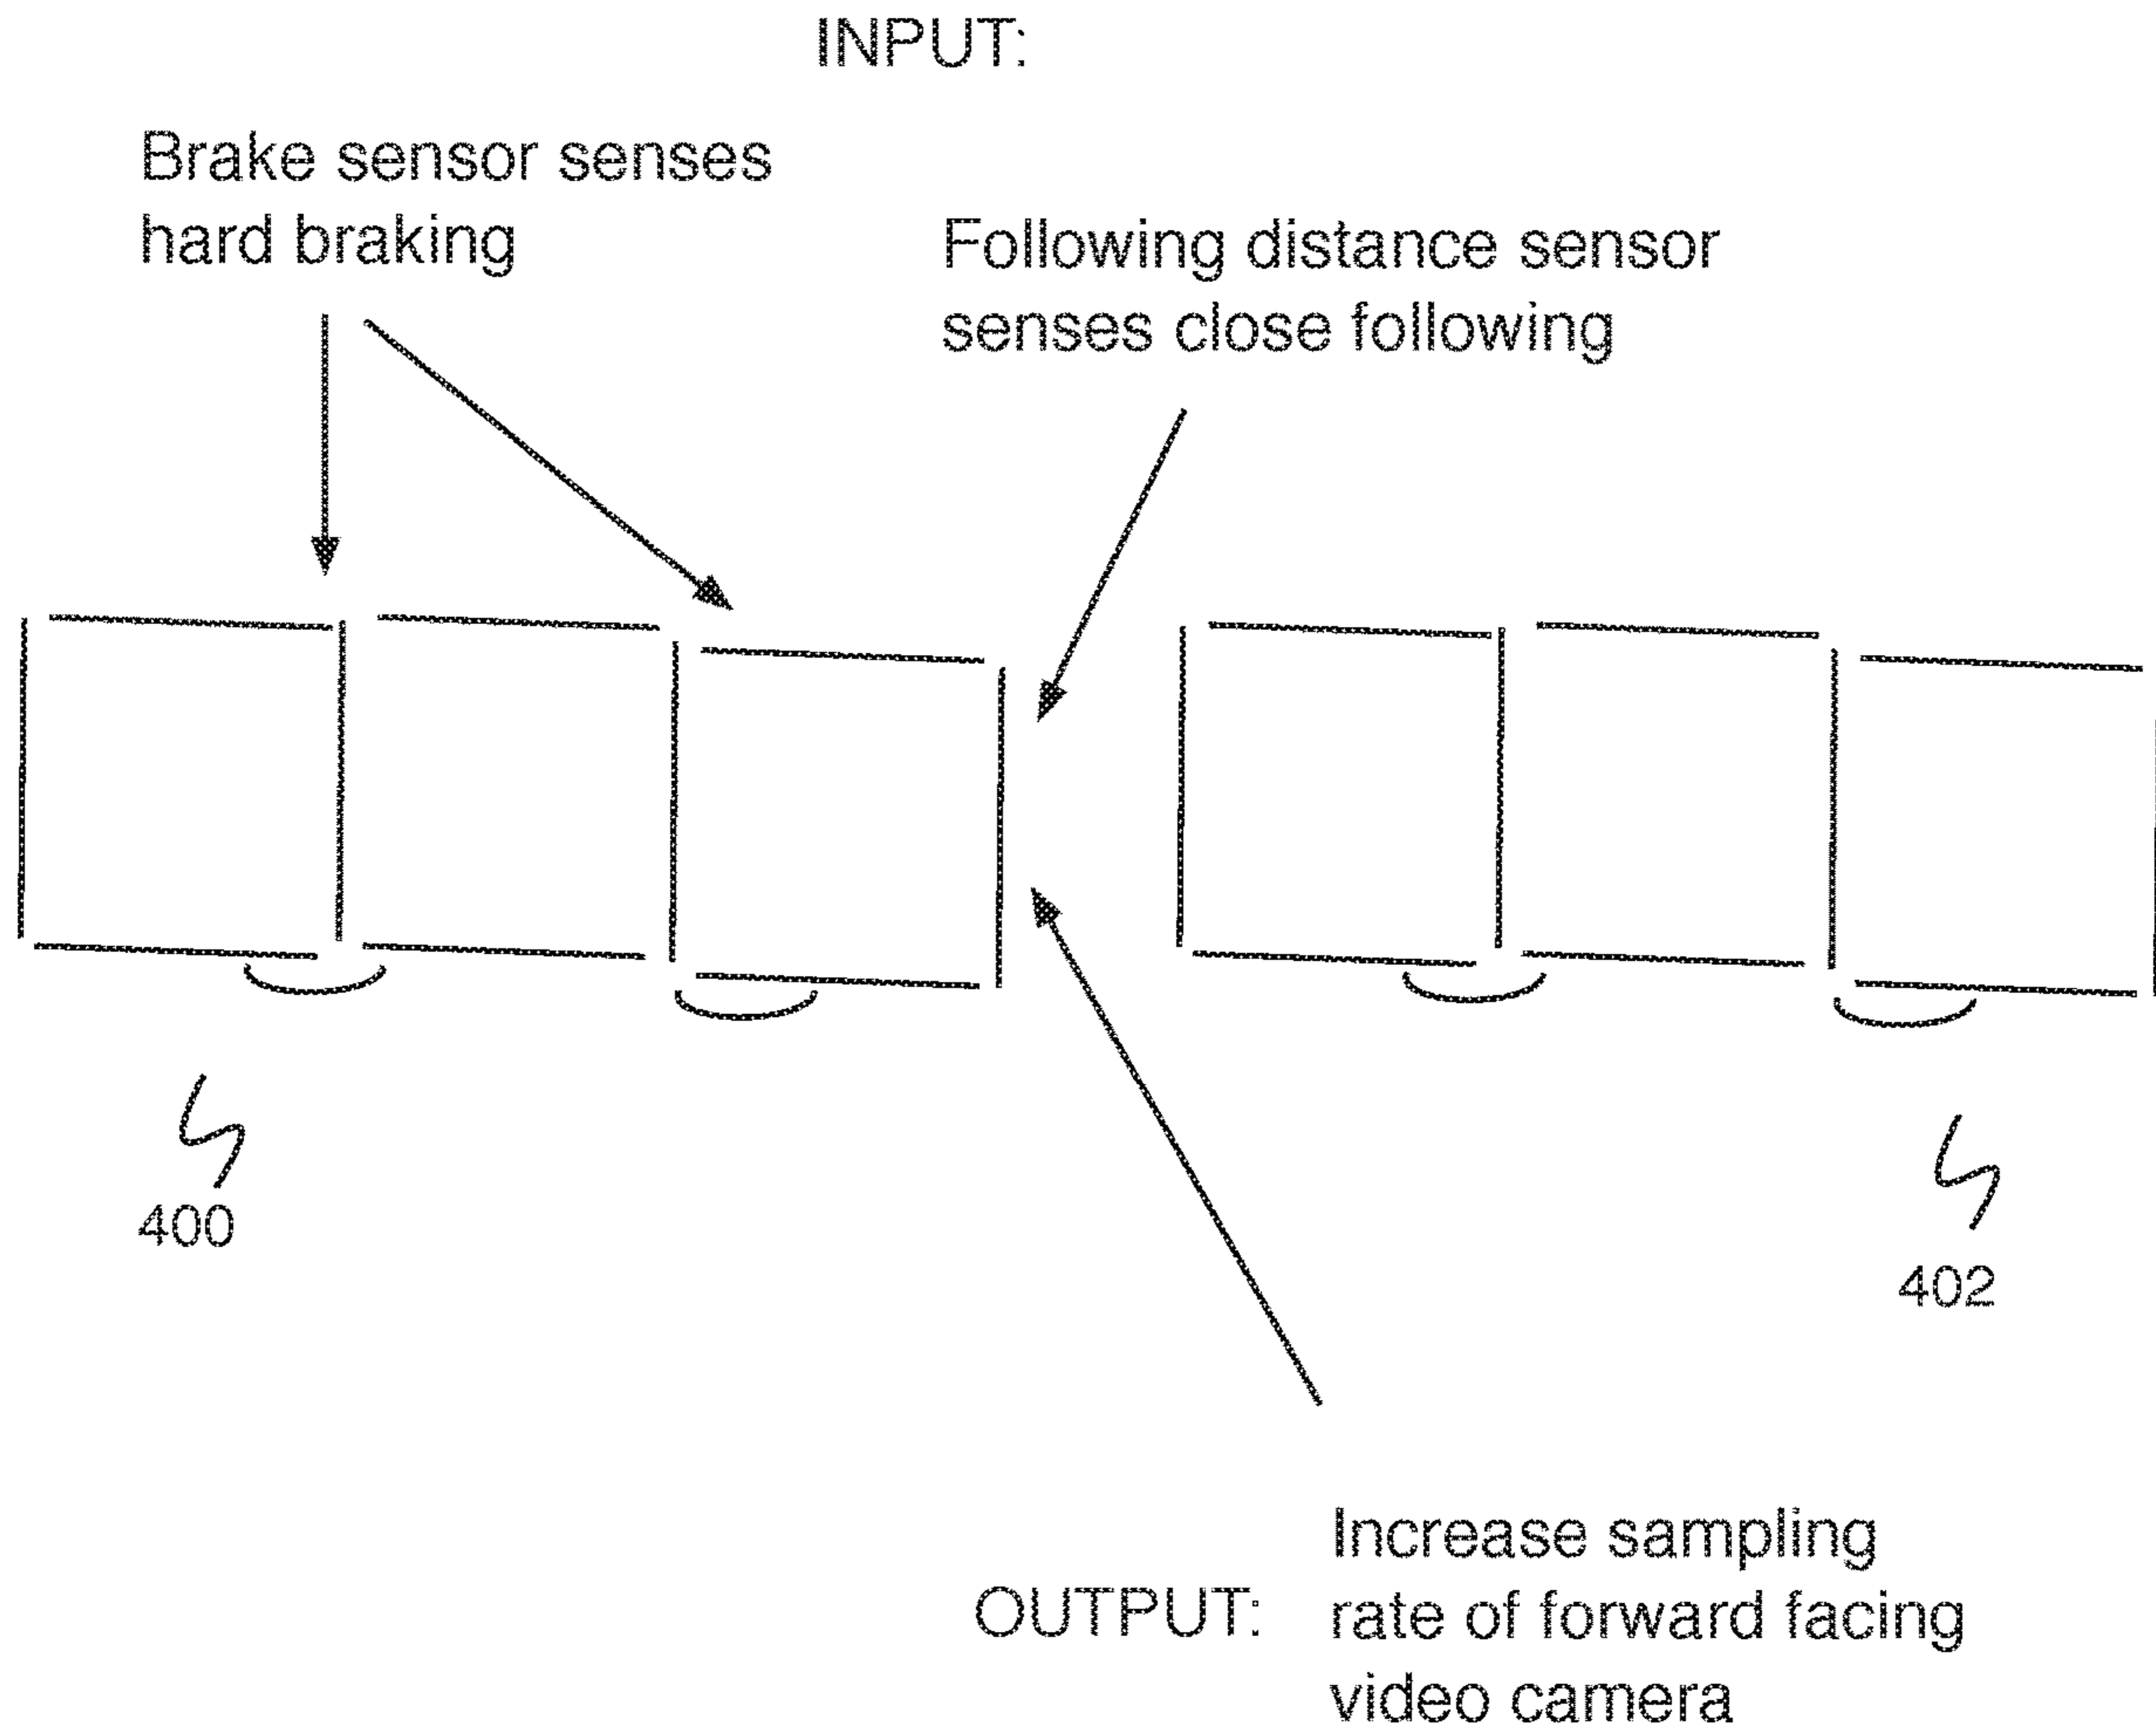 INPUT:
Brake sensor senses
hard braking
Following distance sensor
senses close following
400
402
Increase sampling
OUTPUT: rate of forward facing
video camera